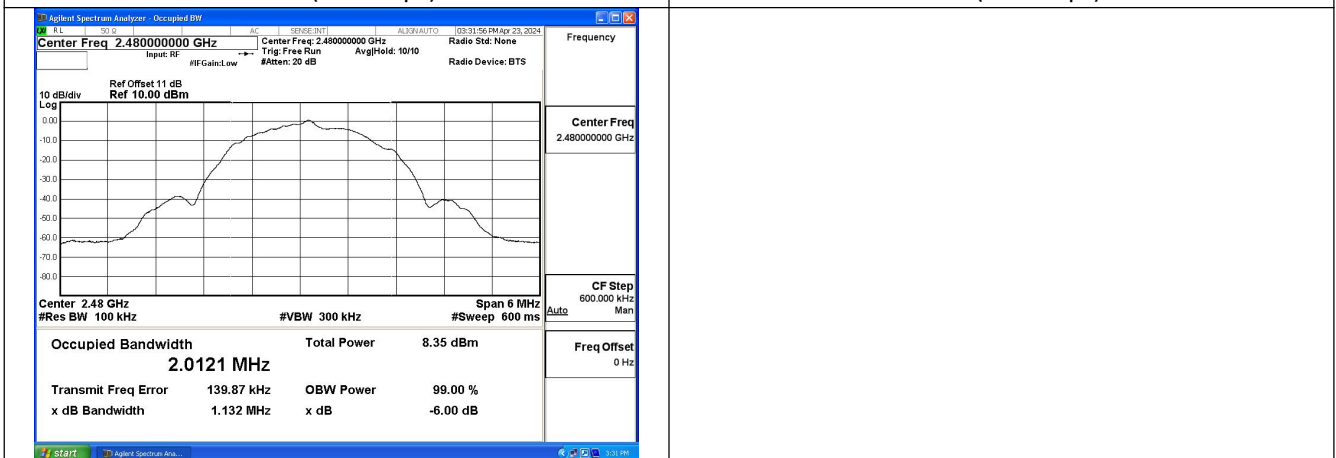 Agilent Spectrum Analyzer - Occupied BW
RL 50 Ω AC SENSE:INT ALIGN AUTO 03:31:56 PM Apr 23, 2024
Center Freq 2.480000000 GHz
Center Freq: 2.480000000 GHz
Radio Std: None
Input: RF
Trig: Free Run
Avg|Hold: 10/10
#IFGain:Low
#Atten: 20 dB
Radio Device: BTS
Frequency
Ref Offset 11 dB
10 dB/div Ref 10.00 dBm
Log
0.00
-10.0
-20.0
-30.0
-40.0
-50.0
-60.0
-70.0
-80.0
Center Freq
2.480000000 GHz
Center 2.48 GHz Span 6 MHz
#Res BW 100 kHz #VBW 300 kHz #Sweep 600 ms
CF Step
600.000 kHz
Auto Man
Occupied Bandwidth Total Power 8.35 dBm
2.0121 MHz
Transmit Freq Error 139.87 kHz OBW Power 99.00 %
x dB Bandwidth 1.132 MHz x dB -6.00 dB
Freq Offset
0 Hz
start Agilent Spectrum Ana... 3:31 PM